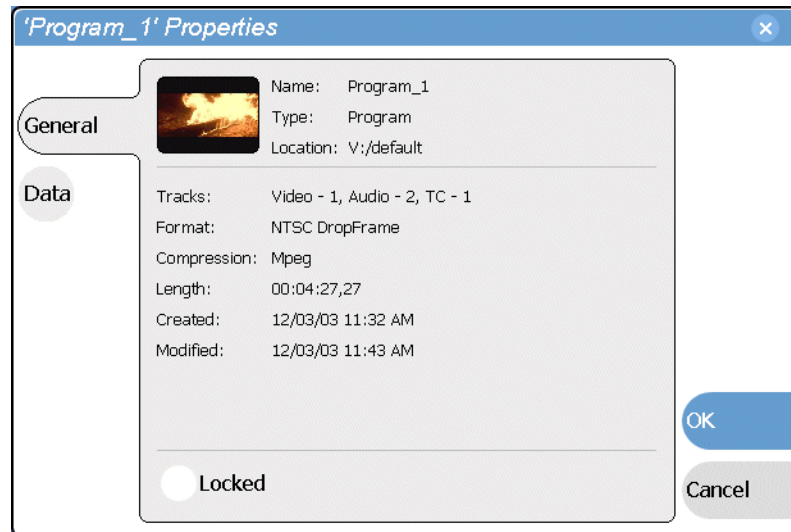 'Program_1' Properties
General
Data
Name: Program_1
Type: Program
Location: V:/default
Tracks: Video - 1, Audio - 2, TC - 1
Format: NTSC DropFrame
Compression: Mpeg
Length: 00:04:27,27
Created: 12/03/03 11:32 AM
Modified: 12/03/03 11:43 AM
Locked
OK
Cancel